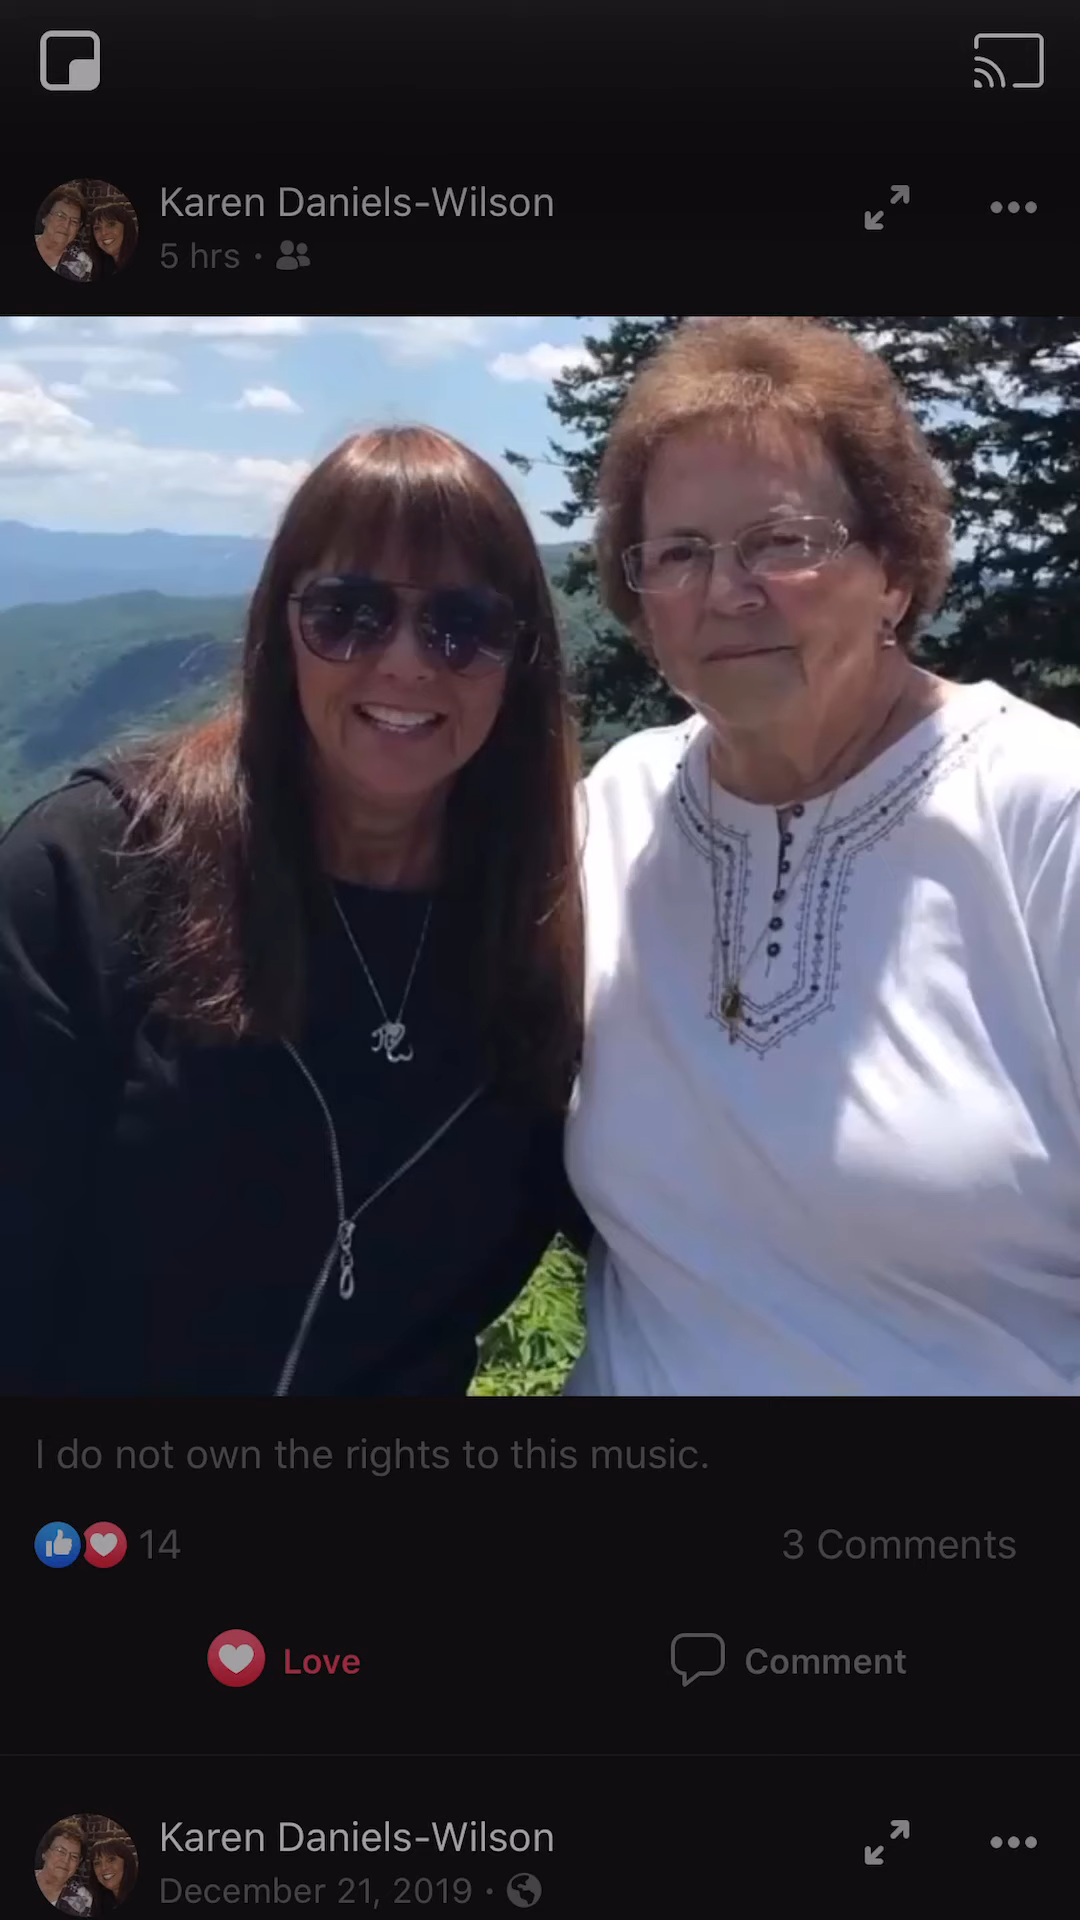 Karen Daniels-Wilson
5 hrs ·
I do not own the rights to this music.
14
3 Comments
Love
Comment
Karen Daniels-Wilson
December 21, 2019 ·